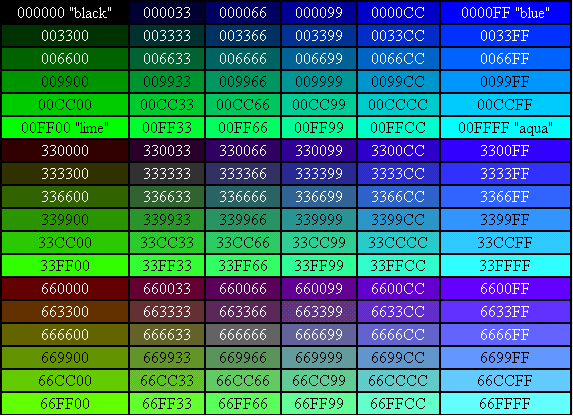 000000 "black" 000033 000066 000099 0000CC 0000FF "blue"
003300 003333 003366 003399 0033CC 0033FF
006600 006633 006666 006699 0066CC 0066FF
009900 009933 009966 009999 0099CC 0099FF
00CC00 00CC33 00CC66 00CC99 00CCCC 00CCFF
00FF00 "lime" 00FF33 00FF66 00FF99 00FFCC 00FFFF "aqua"
330000 330033 330066 330099 3300CC 3300FF
333300 333333 333366 333399 3333CC 3333FF
336600 336633 336666 336699 3366CC 3366FF
339900 339933 339966 339999 3399CC 3399FF
33CC00 33CC33 33CC66 33CC99 33CCCC 33CCFF
33FF00 33FF33 33FF66 33FF99 33FFCC 33FFFF
660000 660033 660066 660099 6600CC 6600FF
663300 663333 663366 663399 6633CC 6633FF
666600 666633 666666 666699 6666CC 6666FF
669900 669933 669966 669999 6699CC 6699FF
66CC00 66CC33 66CC66 66CC99 66CCCC 66CCFF
66FF00 66FF33 66FF66 66FF99 66FFCC 66FFFF